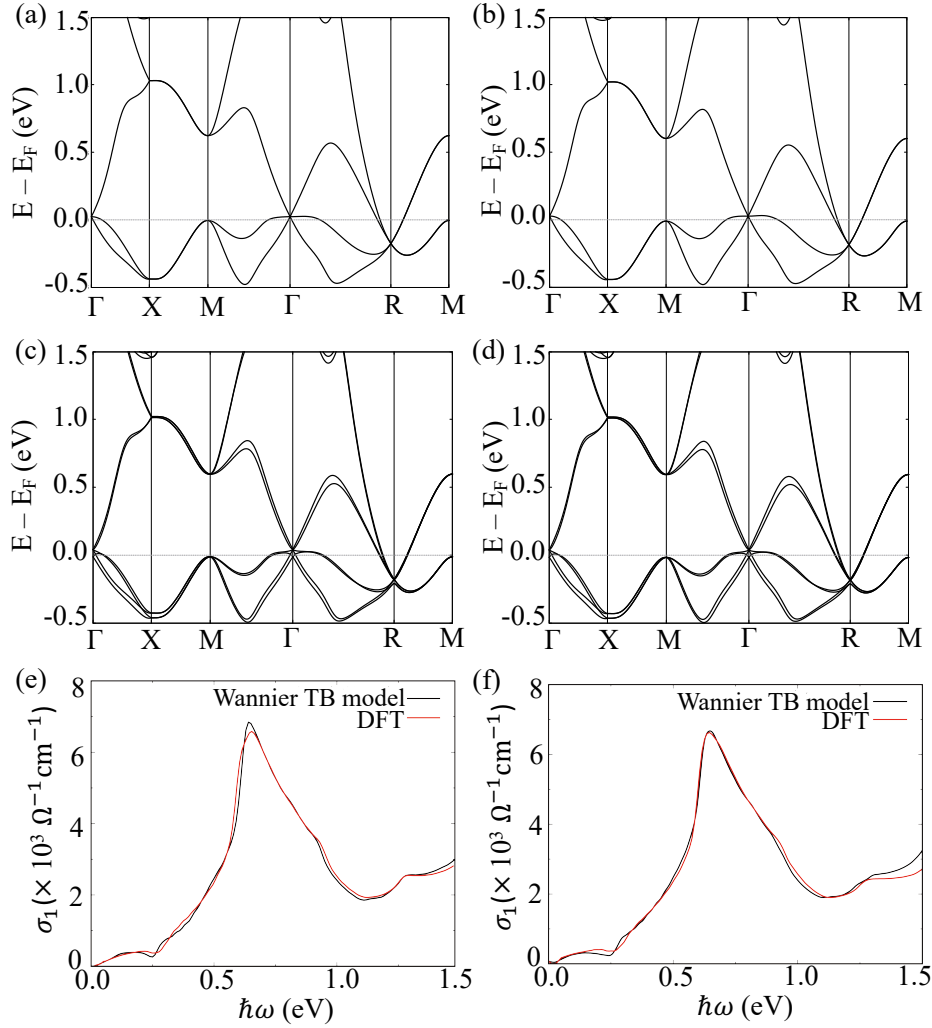 (a)
1.5
1.0
0.5
0.0
-0.5
E − E_F (eV)
Γ X M Γ R M
(b)
1.5
1.0
0.5
0.0
-0.5
E − E_F (eV)
Γ X M Γ R M
(c)
1.5
1.0
0.5
0.0
-0.5
E − E_F (eV)
Γ X M Γ R M
(d)
1.5
1.0
0.5
0.0
-0.5
E − E_F (eV)
Γ X M Γ R M
(e)
8
6
4
2
0
σ₁(× 10³ Ω⁻¹cm⁻¹)
Wannier TB model
DFT
0.0 0.5 1.0 1.5
ħω (eV)
(f)
8
6
4
2
0
σ₁(× 10³ Ω⁻¹cm⁻¹)
Wannier TB model
DFT
0.0 0.5 1.0 1.5
ħω (eV)